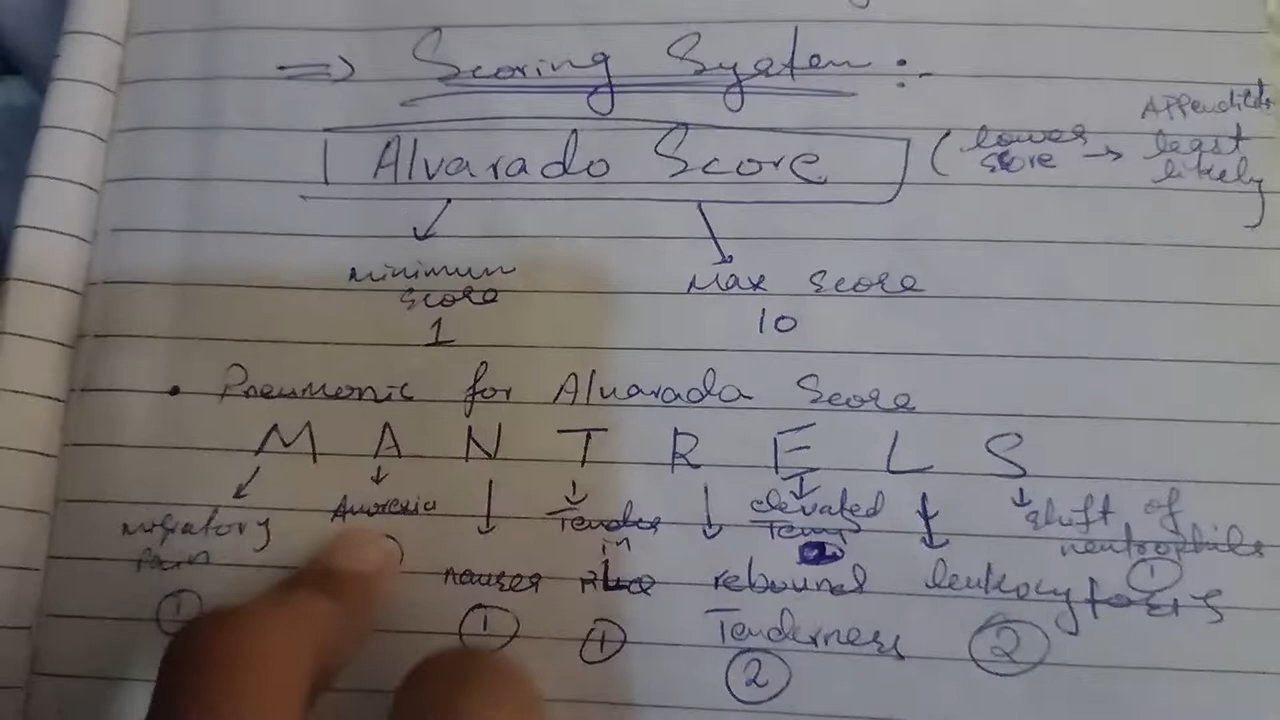 => Scoring System :-
Alvarado Score
(lower score → Appendicitis least likely)
minimum score
1
Max Score
10
• Pneumonic for Alvarada Score
M A N T R E L S
migratory pain
①
Anorexia
nausea
①
Tender in
①
rebound Tenderness
②
elevated Temp
leukocytosis
②
shift of neutrophils
①